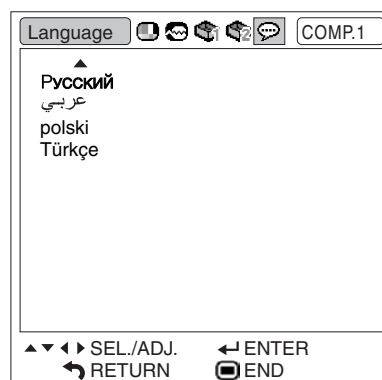 Language COMP.1
Русский
عربي
polski
Türkçe
SEL./ADJ. ENTER
RETURN END